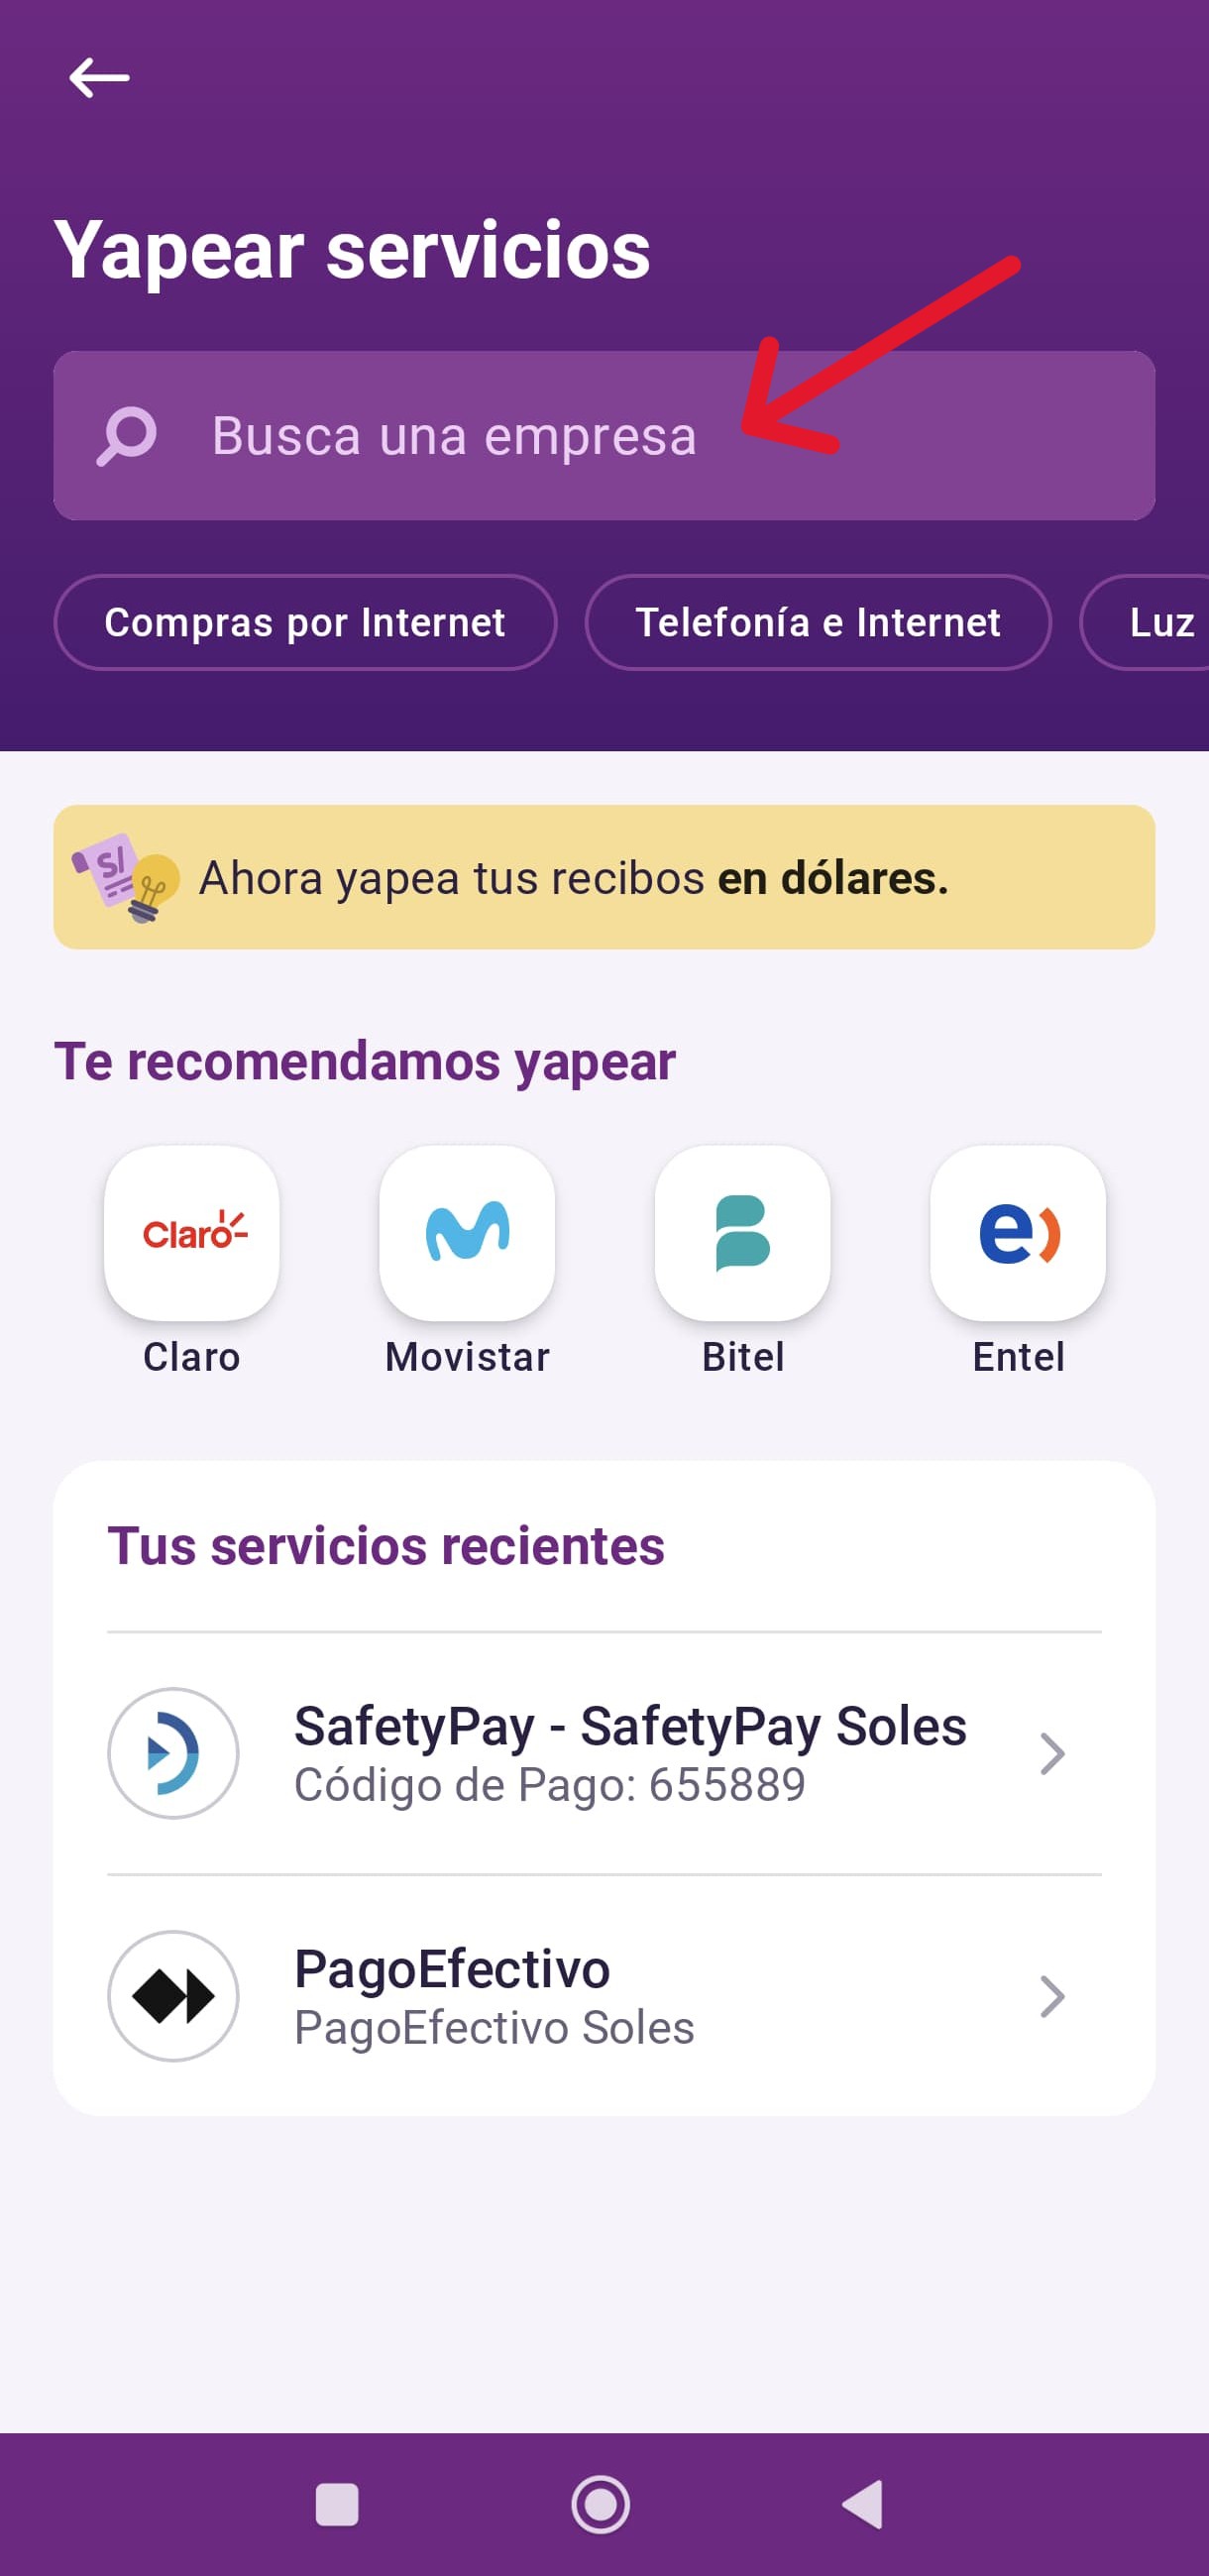 Yapear servicios
Busca una empresa
Compras por Internet
Telefonía e Internet
Luz
S/
Ahora yapea tus recibos en dólares.
Te recomendamos yapear
Claro
e)
Claro
Movistar
Bitel
Entel
Tus servicios recientes
SafetyPay - SafetyPay Soles
Código de Pago: 655889
PagoEfectivo
PagoEfectivo Soles